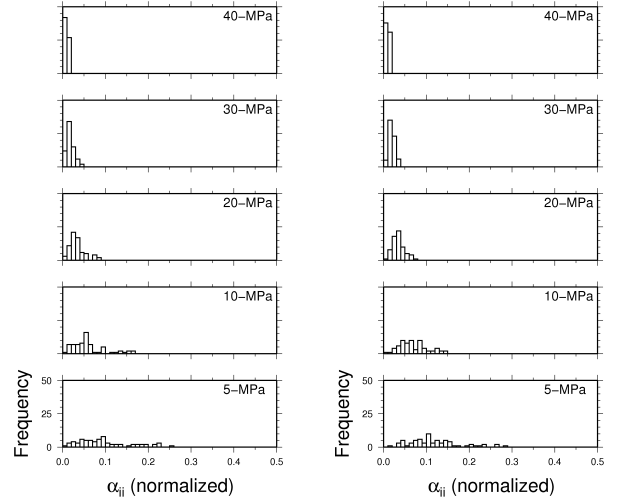 40-MPa 40-MPa
30-MPa 30-MPa
20-MPa 20-MPa
10-MPa 10-MPa
50 5-MPa 50 5-MPa
25 25
0 0
Frequency Frequency
0.0 0.1 0.2 0.3 0.4 0.5 0.0 0.1 0.2 0.3 0.4 0.5
αii (normalized) αii (normalized)